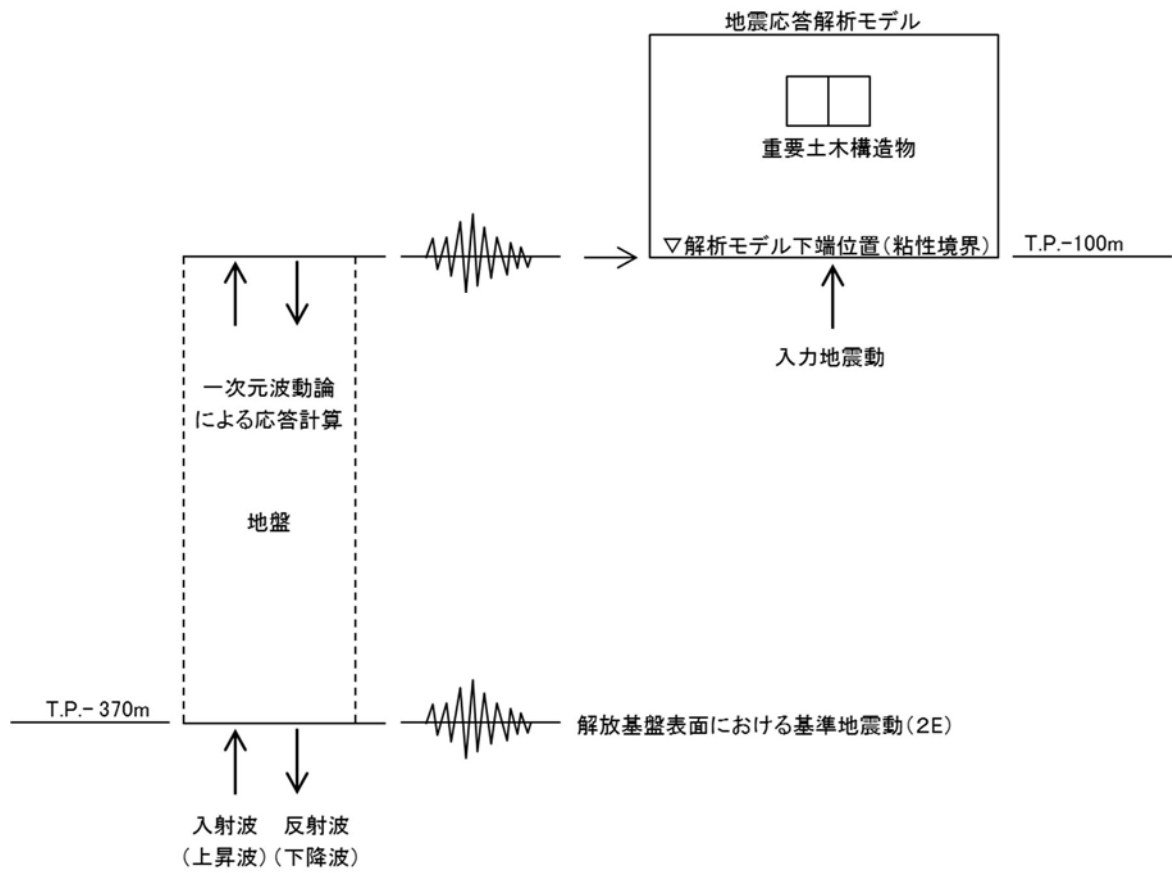 地震応答解析モデル
重要土木構造物
▽解析モデル下端位置(粘性境界)
T.P.-100m
入力地震動
一次元波動論
による応答計算
地盤
T.P.-370m
解放基盤表面における基準地震動(2E)
入射波 反射波
(上昇波)(下降波)